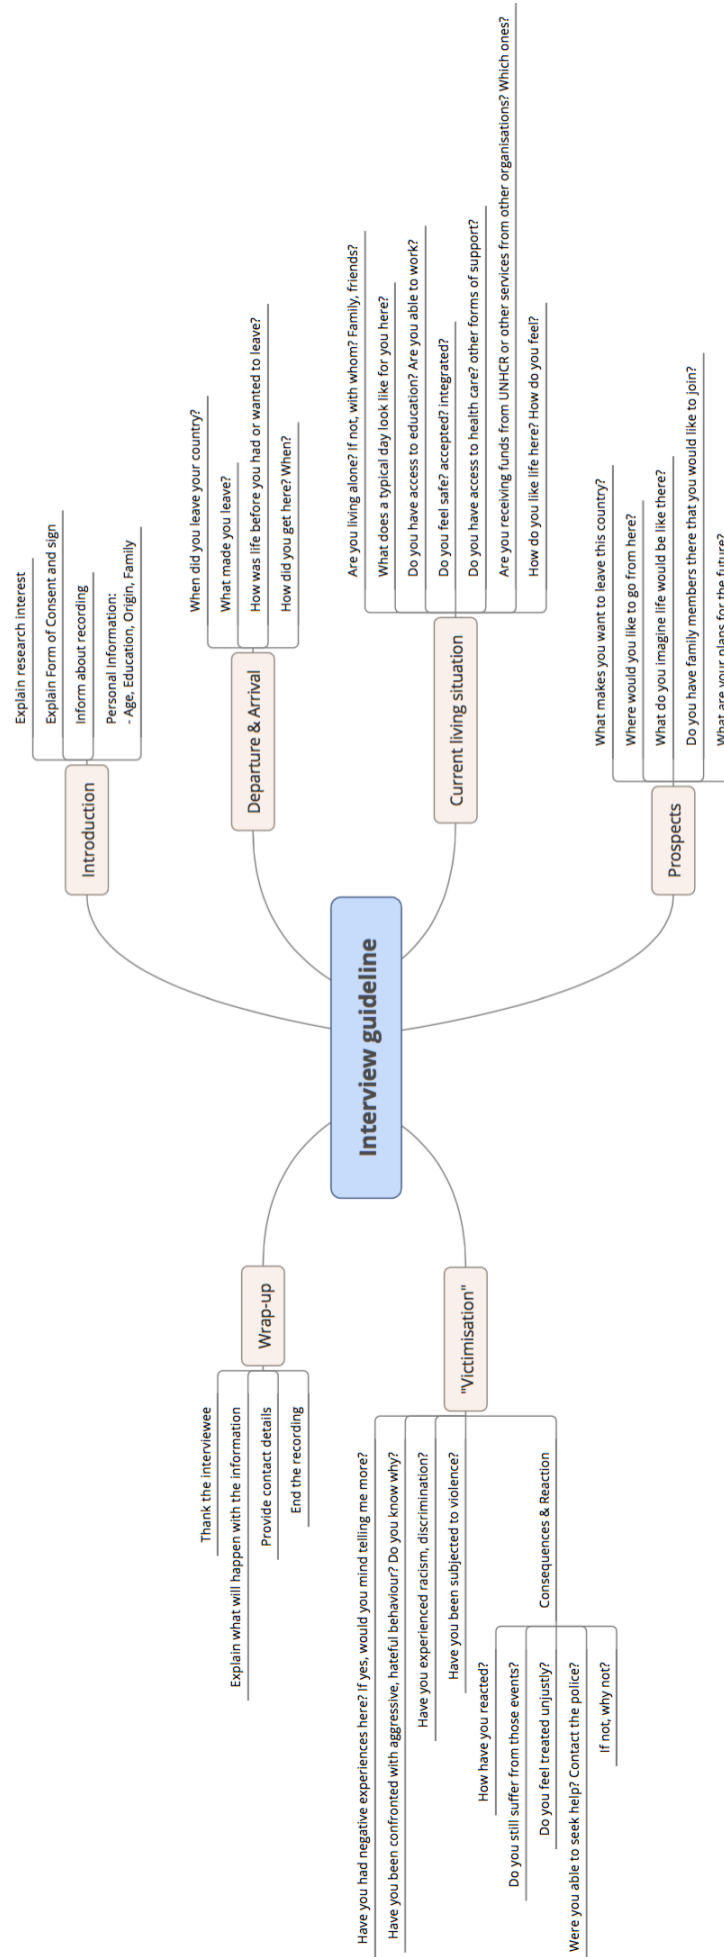 Interview guideline
Introduction
Explain research interest
Explain Form of Consent and sign
Inform about recording
Personal Information:
- Age, Education, Origin, Family
Departure & Arrival
When did you leave your country?
What made you leave?
How was life before you had or wanted to leave?
How did you get here? When?
Current living situation
Are you living alone? If not, with whom? Family, friends?
What does a typical day look like for you here?
Do you have access to education? Are you able to work?
Do you feel safe? accepted? integrated?
Do you have access to health care? other forms of support?
Are you receiving funds from UNHCR or other services from other organisations? Which ones?
How do you like life here? How do you feel?
Prospects
What makes you want to leave this country?
Where would you like to go from here?
What do you imagine life would be like there?
Do you have family members there that you would like to join?
What are your plans for the future?
"Victimisation"
Have you had negative experiences here? If yes, would you mind telling me more?
Have you been confronted with aggressive, hateful behaviour? Do you know why?
Have you experienced racism, discrimination?
Have you been subjected to violence?
Consequences & Reaction
How have you reacted?
Do you still suffer from those events?
Do you feel treated unjustly?
Were you able to seek help? Contact the police?
If not, why not?
Wrap-up
Thank the interviewee
Explain what will happen with the information
Provide contact details
End the recording